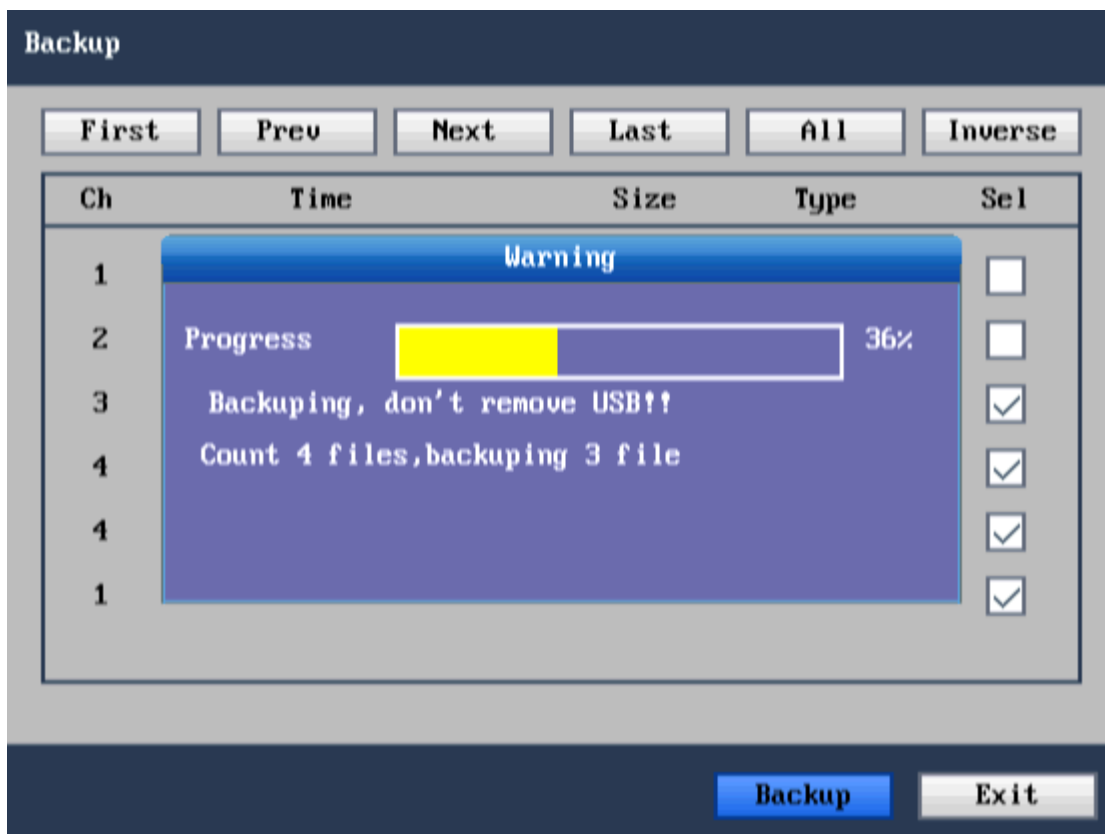 Backup
First Prev Next Last All Inverse
Ch Time Size Type Sel
Warning
1
2 Progress 36%
3 Backuping, don't remove USB!!
4 Count 4 files,backuping 3 file
4
1
Backup Exit